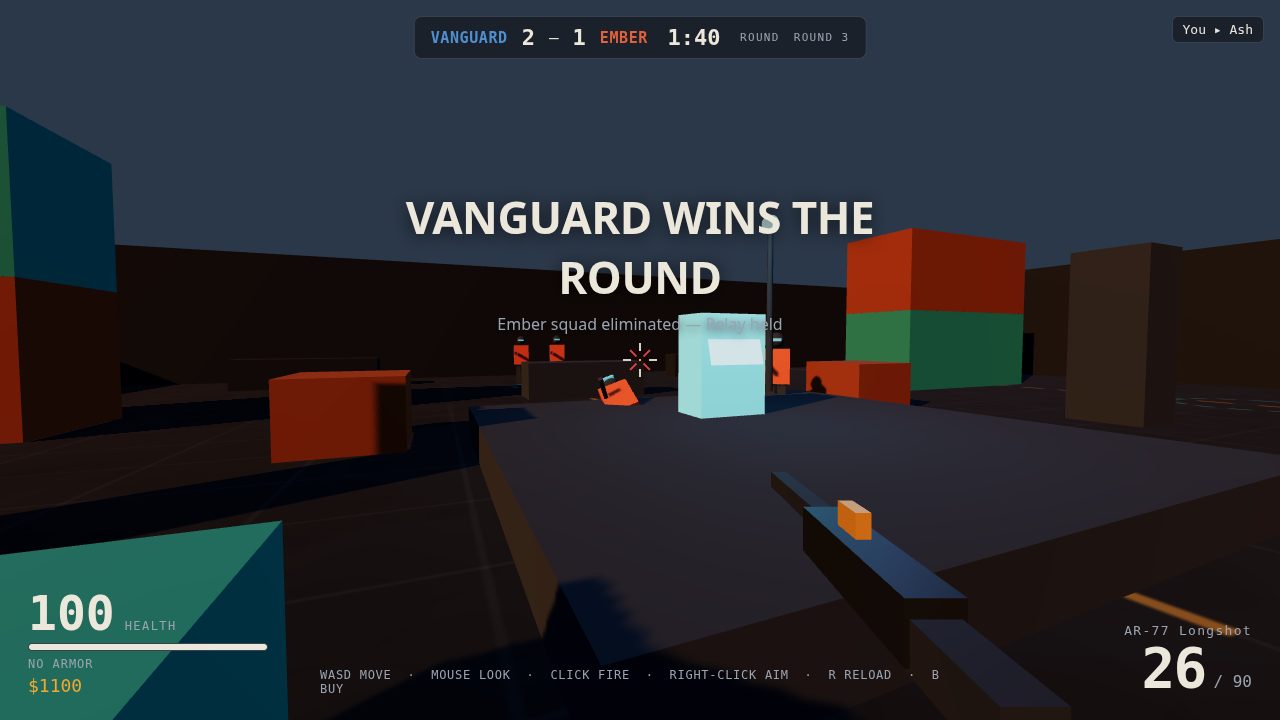 VANGUARD 2 — 1 EMBER 1:40 ROUND ROUND 3
You ▸ Ash
VANGUARD WINS THE
ROUND
Ember squad eliminated — Relay held
100 HEALTH
NO ARMOR
$1100
WASD MOVE · MOUSE LOOK · CLICK FIRE · RIGHT-CLICK AIM · R RELOAD · B
BUY
AR-77 Longshot
26 / 90